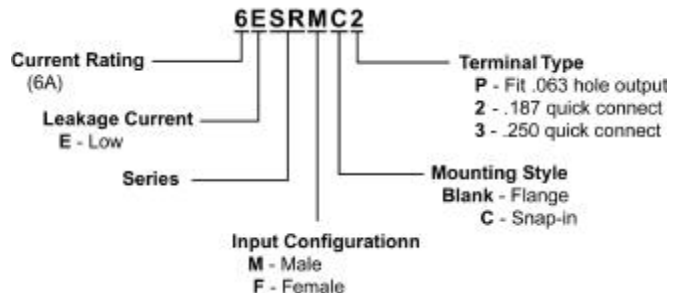 6ESRMC2
Current Rating
(6A)
Leakage Current
E - Low
Series
Input Configurationn
M - Male
F - Female
Terminal Type
P - Fit .063 hole output
2 - .187 quick connect
3 - .250 quick connect
Mounting Style
Blank - Flange
C - Snap-in